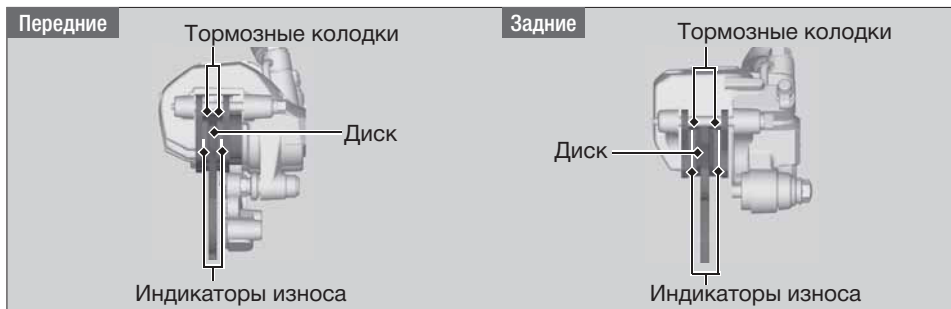 Передние
Тормозные колодки
Диск
Индикаторы износа
Задние
Тормозные колодки
Диск
Индикаторы износа